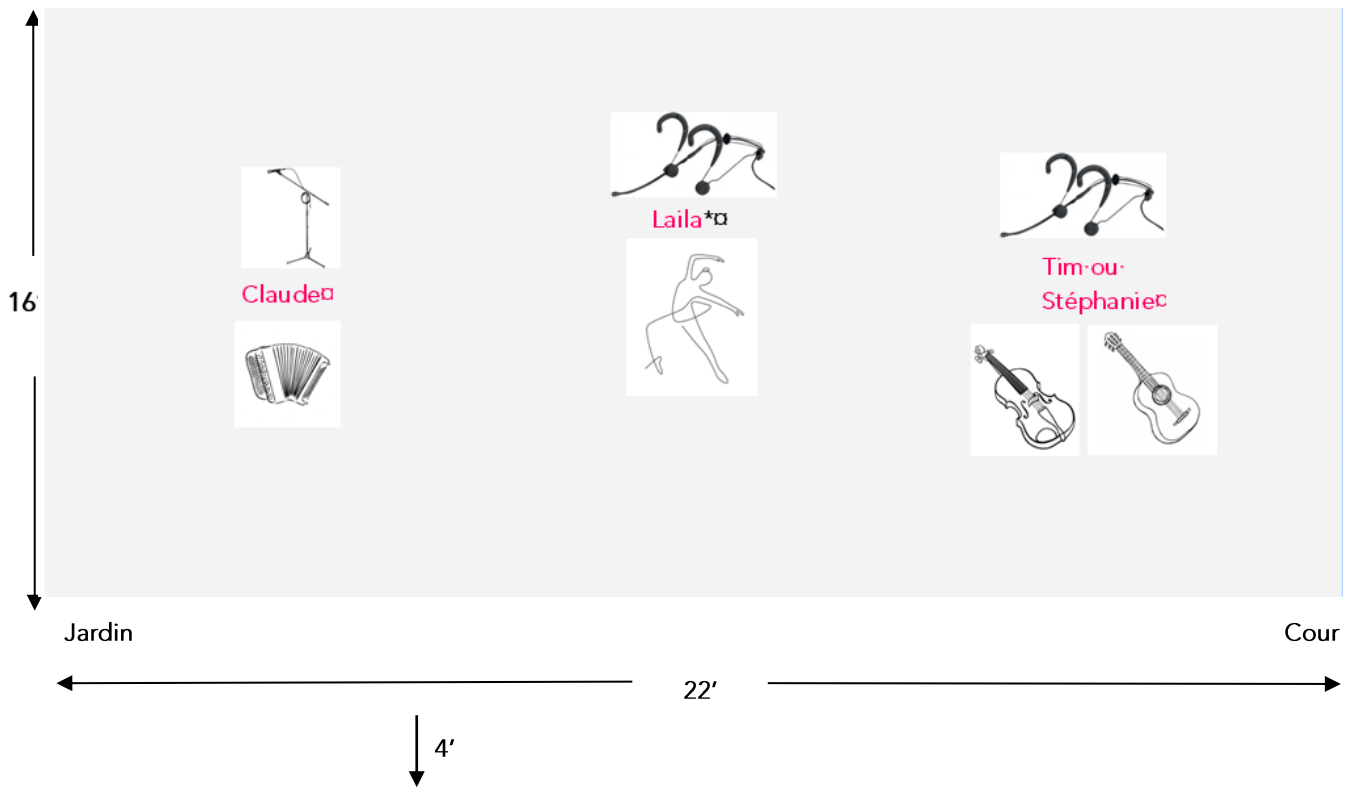 Laila*¤
Claude¤
Tim·ou·
Stéphanie¤
16'
Jardin
Cour
22'
4'